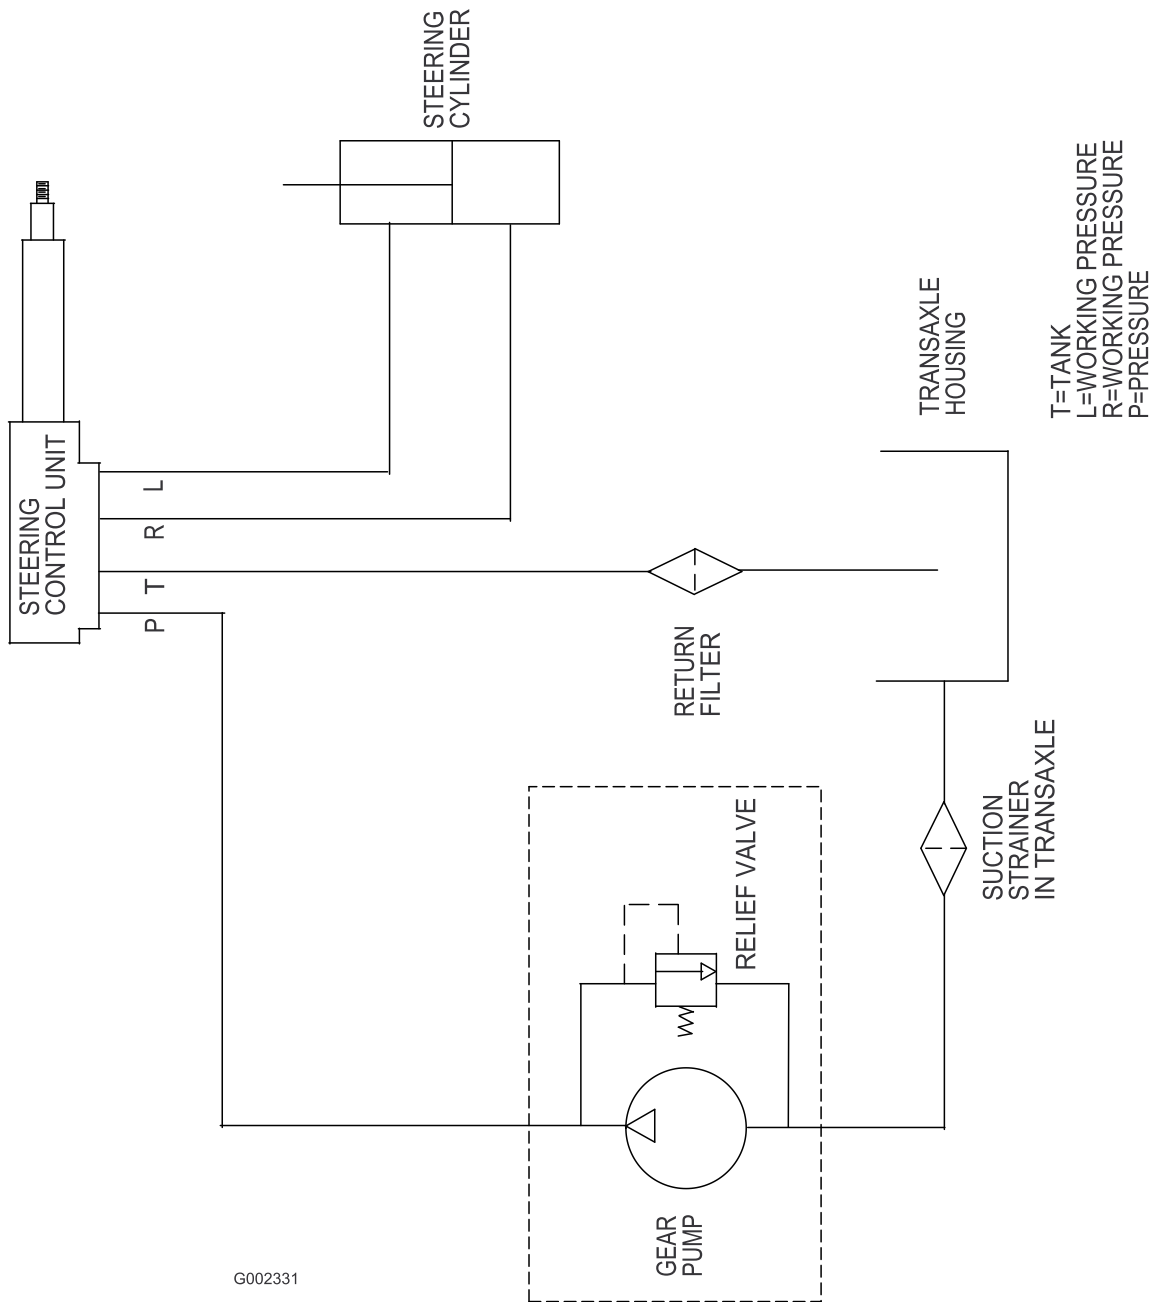 STEERING
CONTROL UNIT
P
T
R
L
STEERING
CYLINDER
GEAR
PUMP
RELIEF VALVE
RETURN
FILTER
SUCTION
STRAINER
IN TRANSAXLE
TRANSAXLE
HOUSING
T=TANK
L=WORKING PRESSURE
R=WORKING PRESSURE
P=PRESSURE
G002331